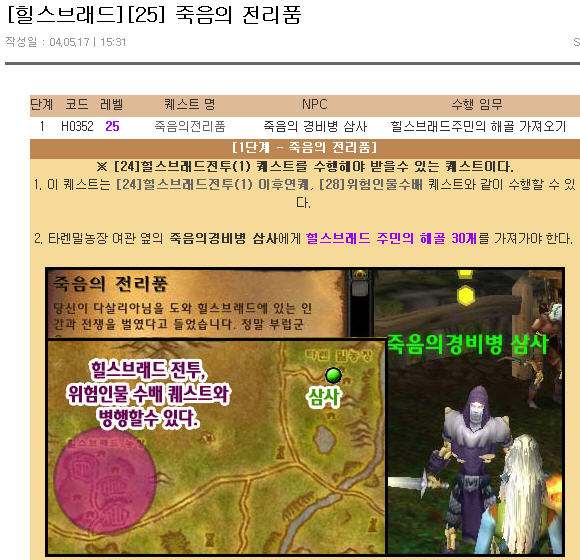 [힐스브래드][25] 죽음의 전리품
작성일 : 04,05,17 | 15:31
S
단계 코드 레벨 퀘스트 명 NPC 수행 임무
1 H0352 25 죽음의전리품 죽음의 경비병 삼사 힐스브래드주민의 해골 가져오기
[1단계 - 죽음의 전리품]
※ [24]힐스브래드전투(1) 퀘스트를 수행해야 받을수 있는 퀘스트이다.
1. 이 퀘스트는 [24]힐스브래드전투(1) 이후연퀘, [28]위험인물수배 퀘스트와 같이 수행할 수 있
다.
2. 타렌밀농장 여관 옆의 죽음의경비병 삼사에게 힐스브래드 주민의 해골 30개를 가져가야 한다.
죽음의 전리품
당신이 다살리아님을 도와 힐스브래드에 있는 인
간과 전쟁을 벌였다고 들었습니다. 정말 부럽군
타렌 밀농장
힐스브래드 전투,
위험인물 수배 퀘스트와
병행할수 있다.
삼사
힐스브래드 농장
죽음의경비병 삼사